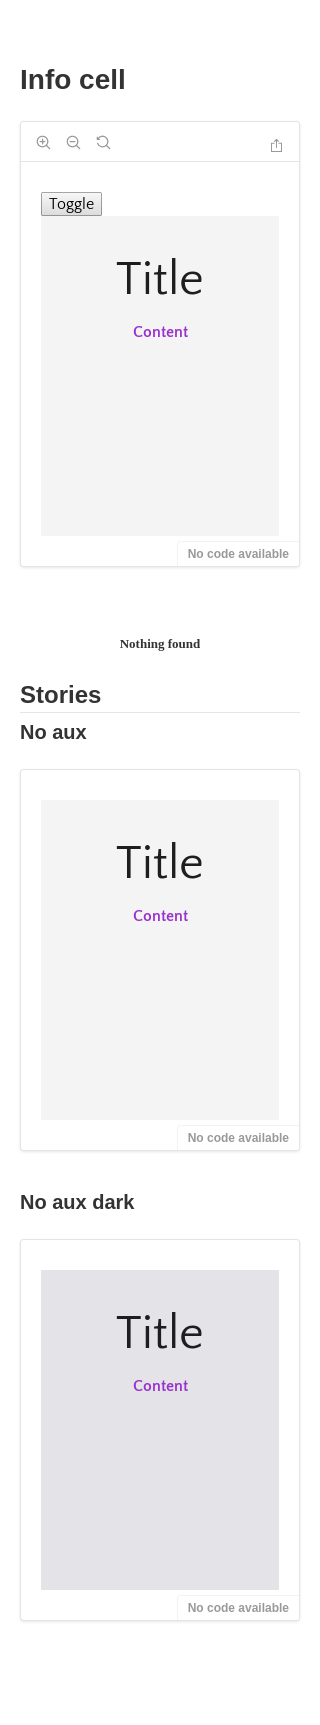 Info cell
Toggle
Title
Content
No code available
Nothing found
Stories
No aux
Title
Content
No code available
No aux dark
Title
Content
No code available